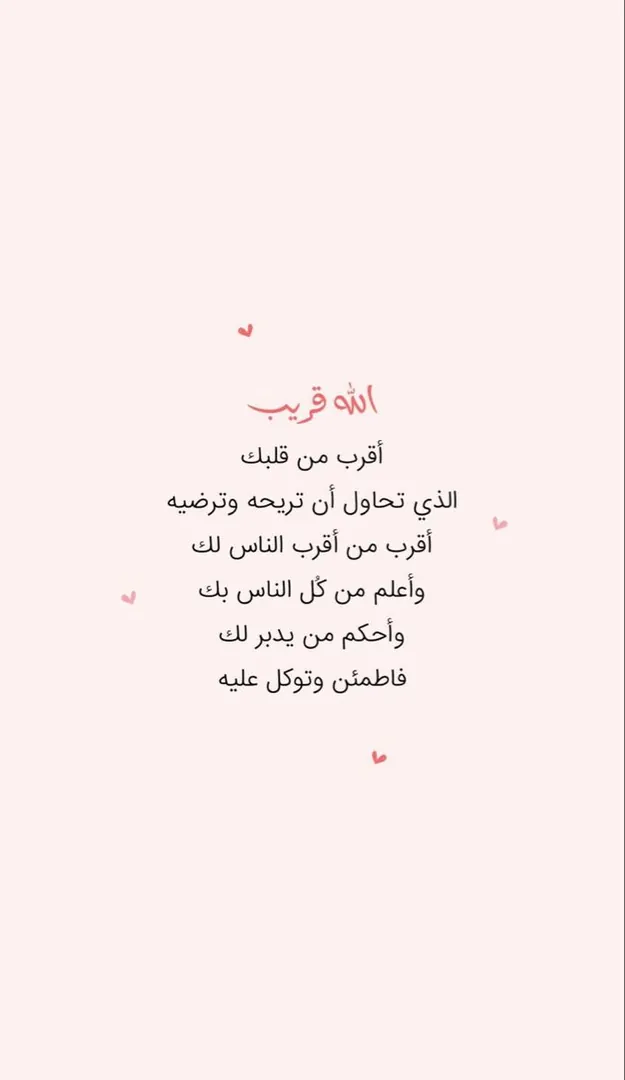 الله قريب
أقرب من قلبك
الذي تحاول أن تريحه وترضيه
أقرب من أقرب الناس لك
وأعلم من كُل الناس بك
وأحكم من يدبر لك
فاطمئن وتوكل عليه